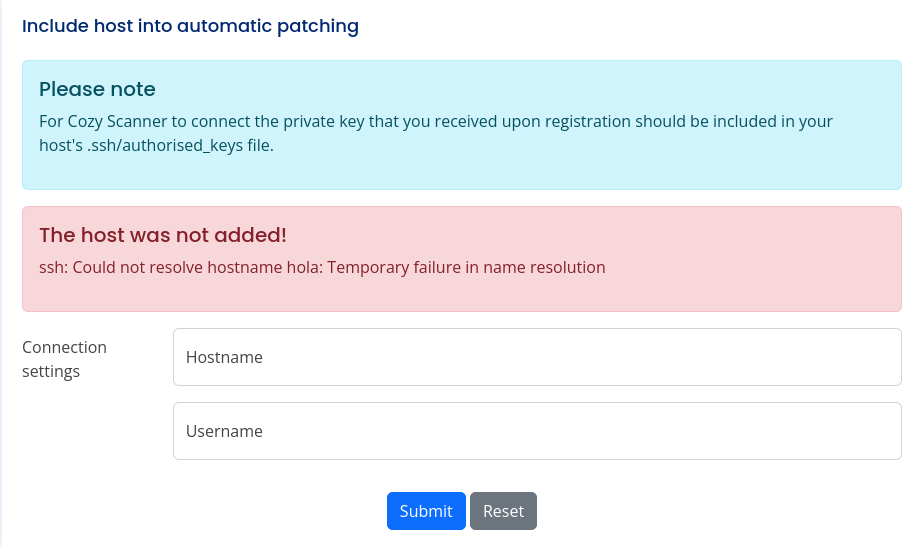 Include host into automatic patching
Please note
For Cozy Scanner to connect the private key that you received upon registration should be included in your
host's .ssh/authorised_keys file.
The host was not added!
ssh: Could not resolve hostname hola: Temporary failure in name resolution
Connection
settings
Hostname
Username
Submit
Reset